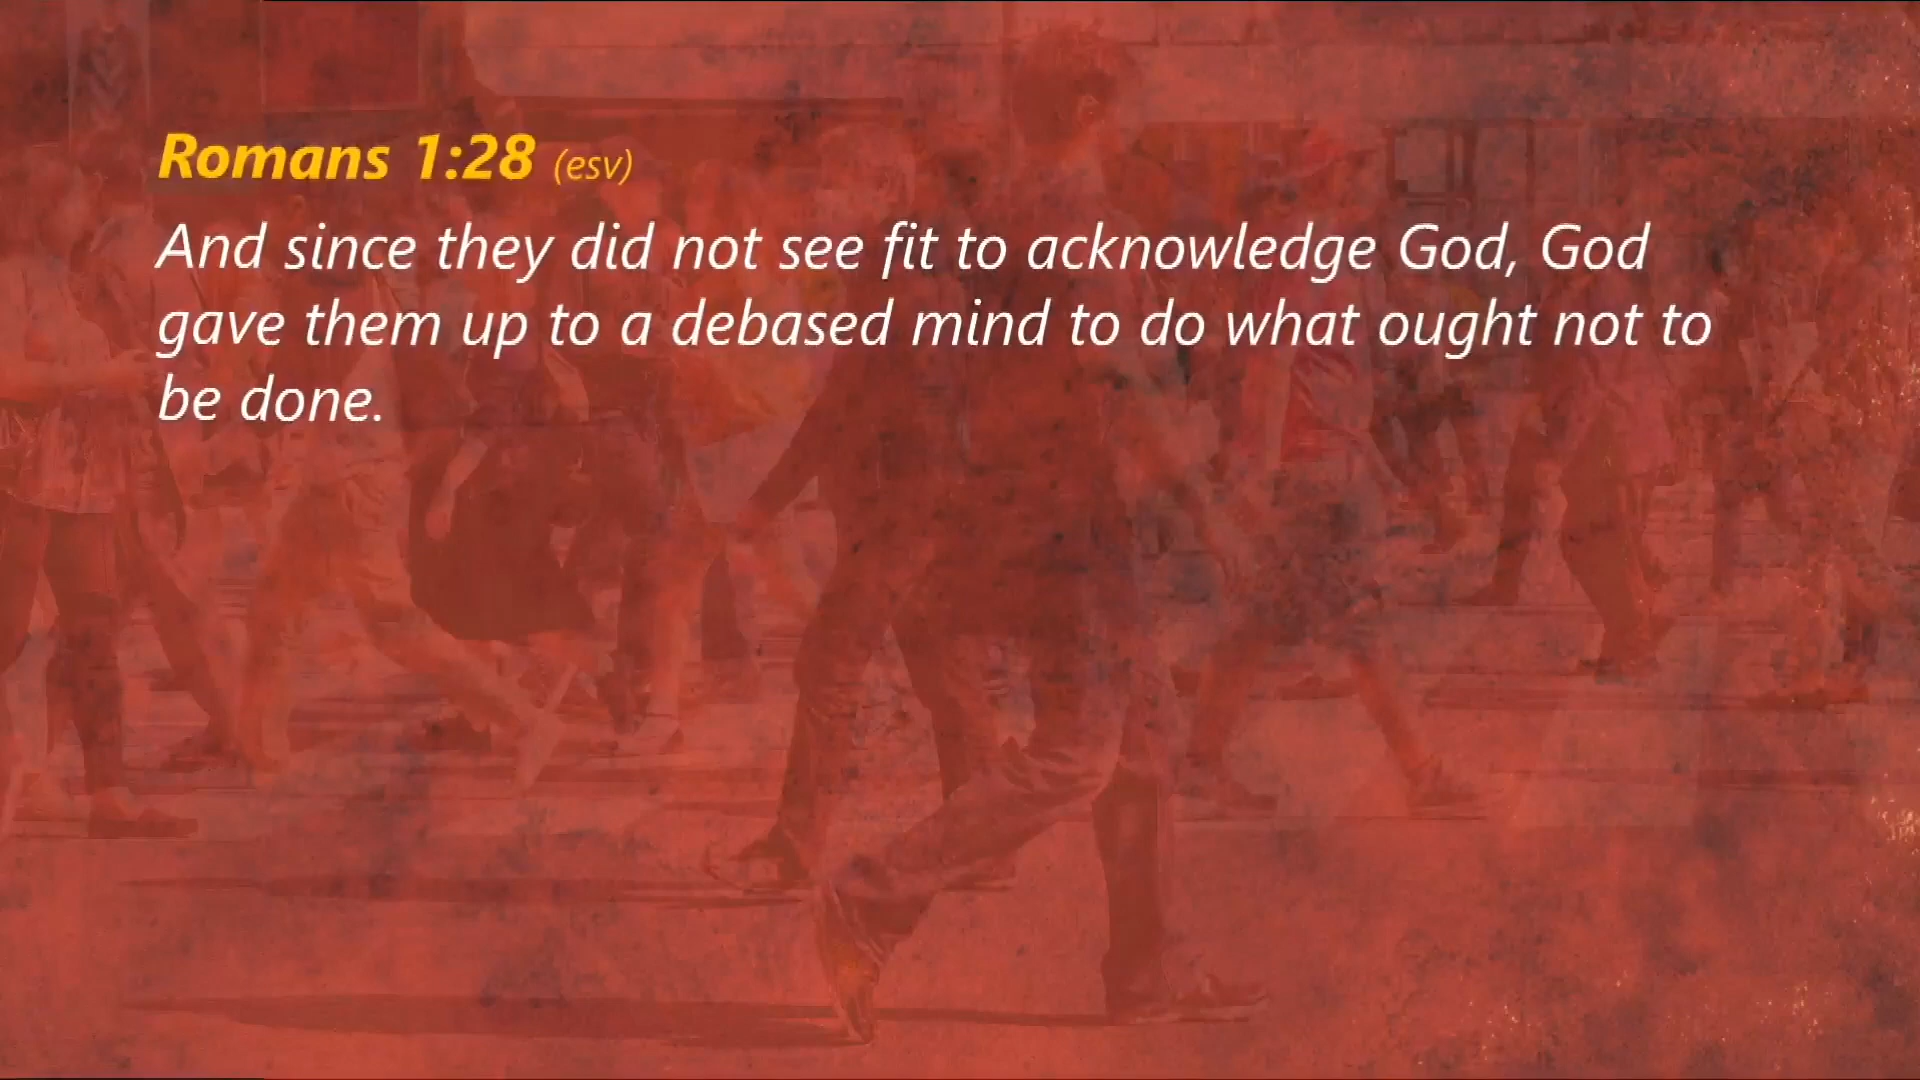 Romans 1:28 (esv)
And since they did not see fit to acknowledge God, God
gave them up to a debased mind to do what ought not to
be done.